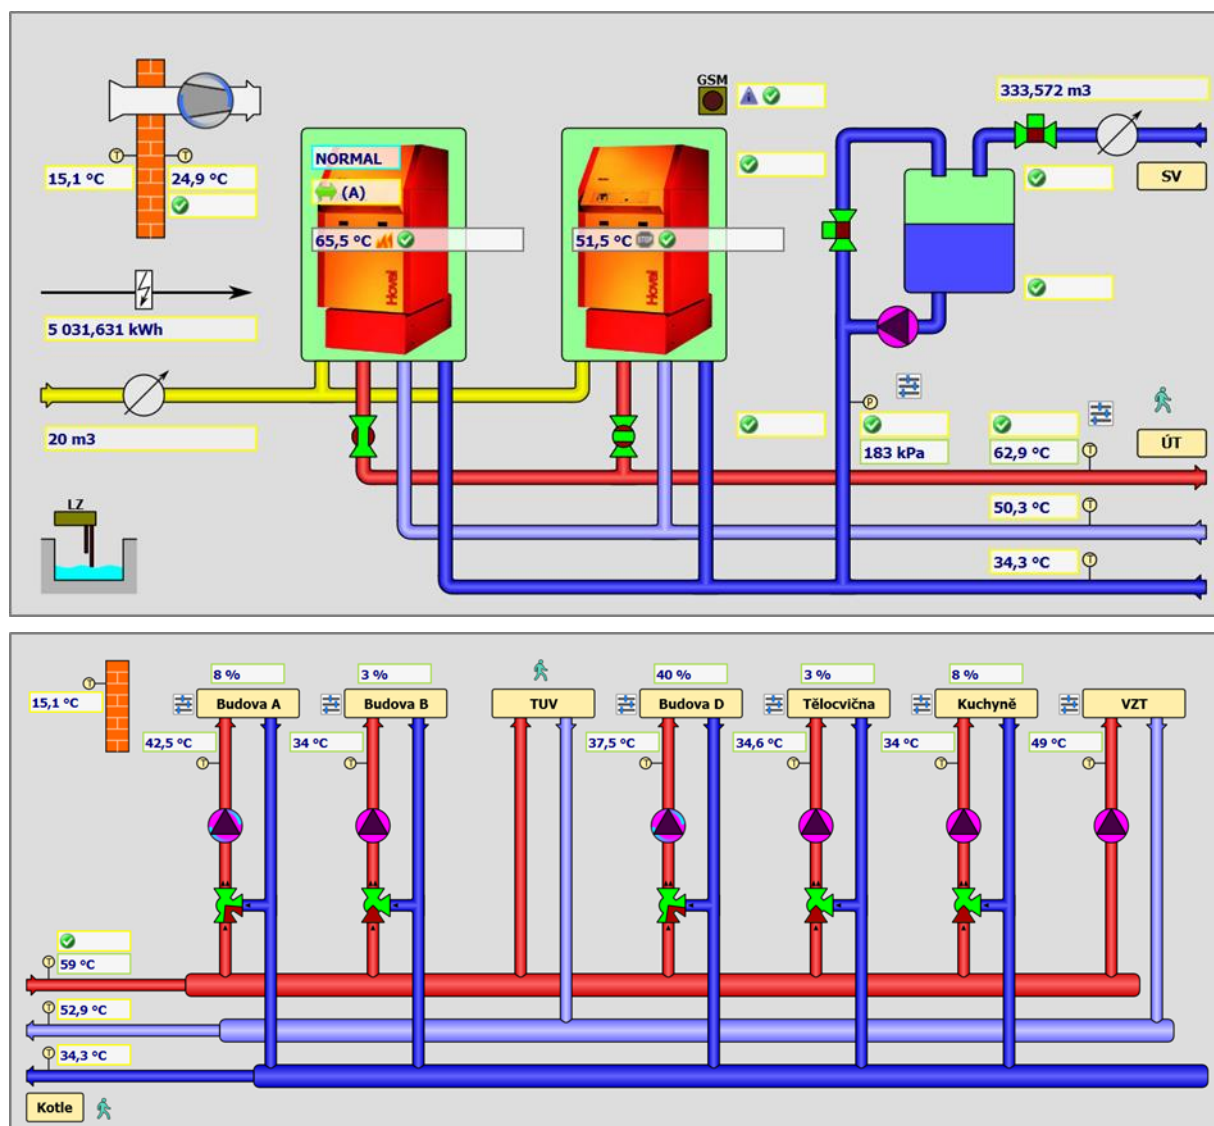 GSM
333,572 m3
NORMAL
(A)
15,1 °C
24,9 °C
SV
65,5 °C
STOP
51,5 °C
Hoval
Hoval
5 031,631 kWh
20 m3
P
183 kPa
62,9 °C
ÚT
LZ
50,3 °C
34,3 °C
T
T
T
T
T
8 %
3 %
40 %
3 %
8 %
15,1 °C
T
Budova A
Budova B
TUV
Budova D
Tělocvična
Kuchyně
VZT
42,5 °C
34 °C
37,5 °C
34,6 °C
34 °C
49 °C
T
T
T
T
T
T
T
59 °C
T
52,9 °C
T
34,3 °C
Kotle